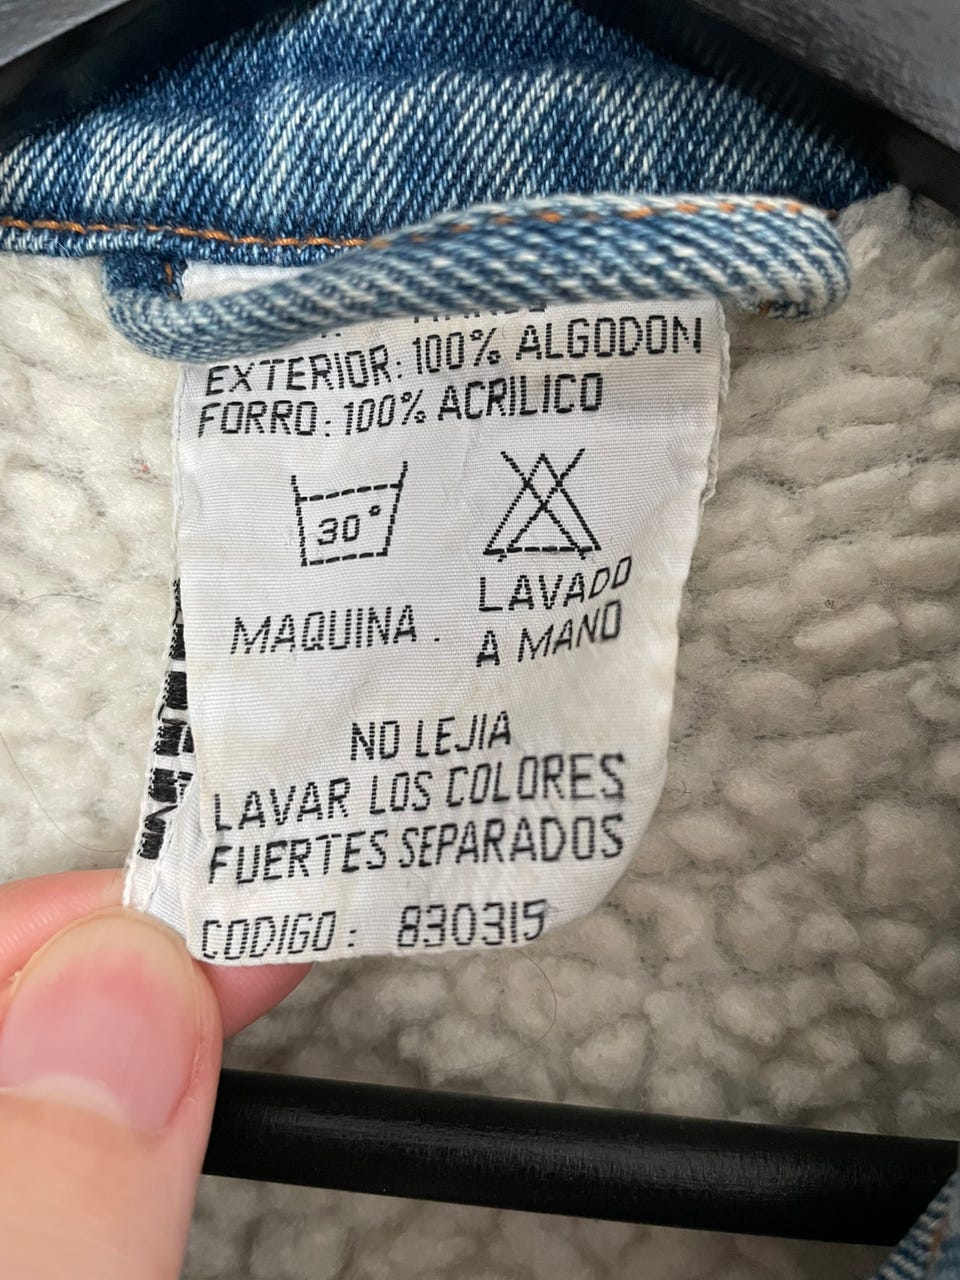 EXTERIOR: 100% ALGODON
FORRO: 100% ACRILICO
30°
MAQUINA.
LAVADO
A MANO
NO LEJIA
LAVAR LOS COLORES
FUERTES SEPARADOS
CODIGO: 830315